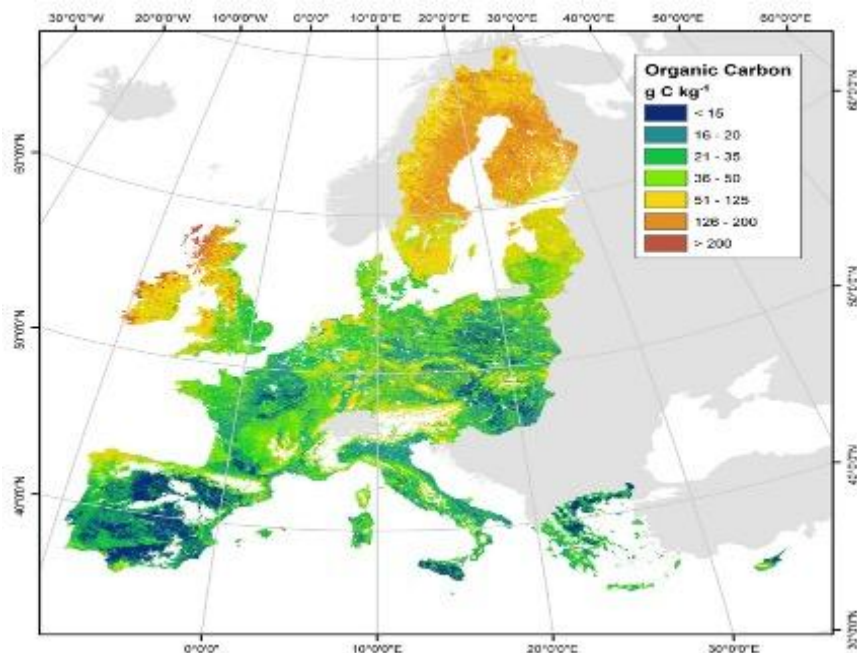 30°0'0"W 20°0'0"W 10°0'0"W 0°0'0" 10°0'0"E 20°0'0"E 30°0'0"E 40°0'0"E 50°0'0"E 60°0'0"E
Organic Carbon
g C kg⁻¹
< 15
16 - 20
21 - 35
36 - 50
51 - 125
126 - 200
> 200
60°0'0"N
50°0'0"N
40°0'0"N
0°0'0" 10°0'0"E 20°0'0"E 30°0'0"E